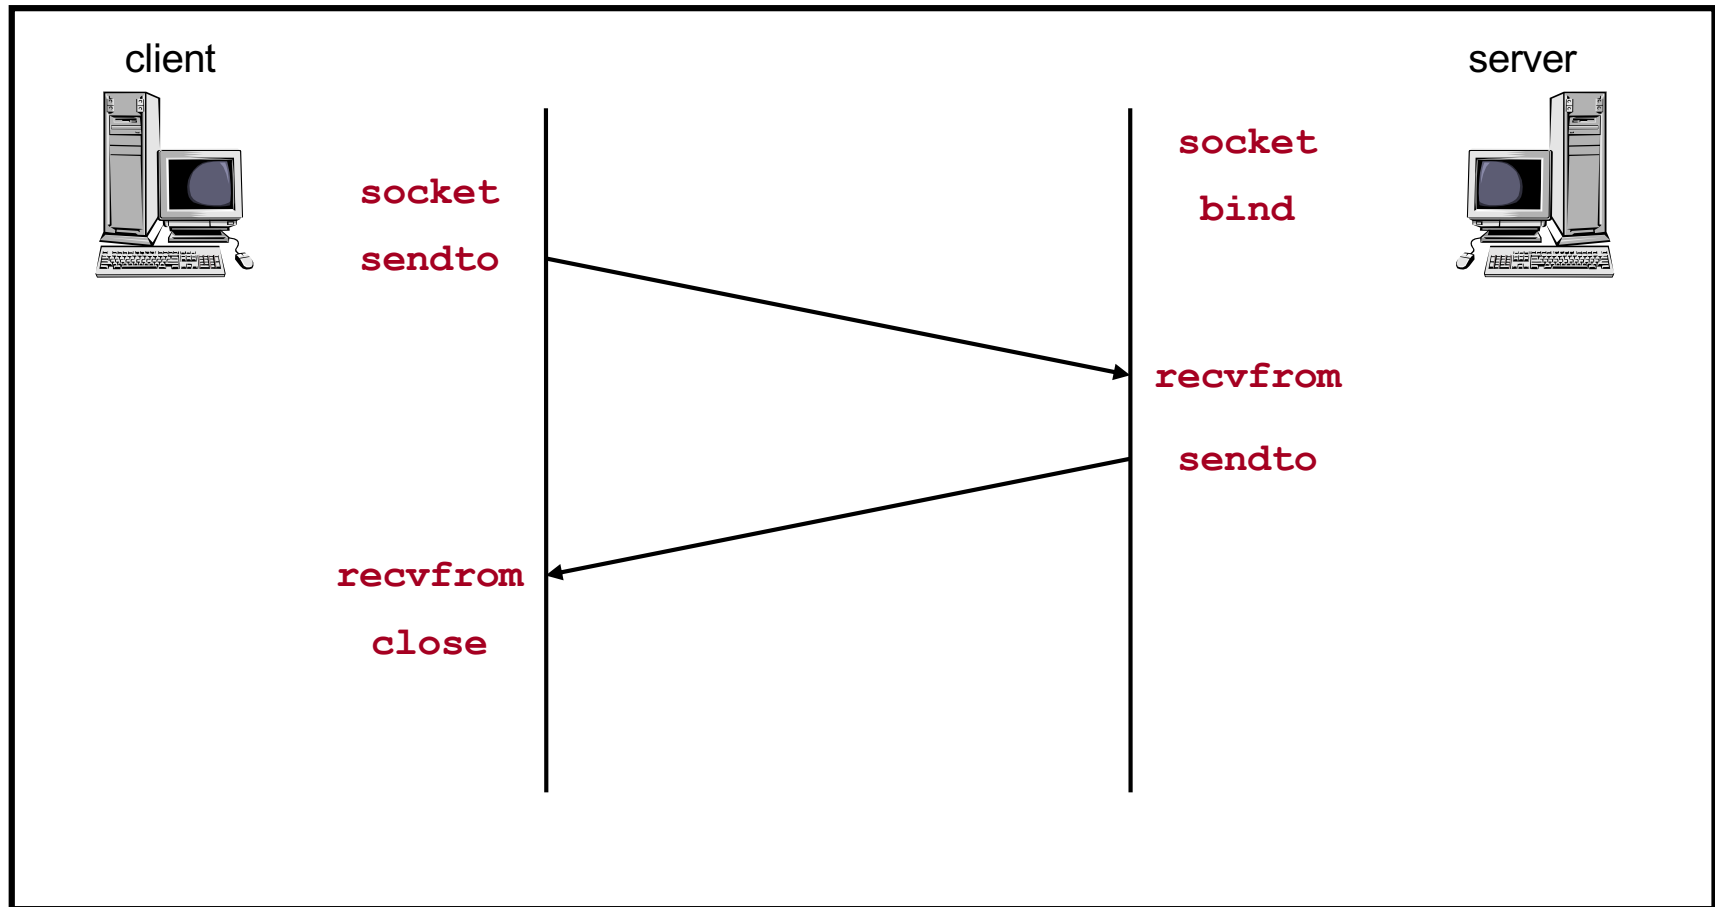 client
server
socket
socket
bind
sendto
recvfrom
sendto
recvfrom
close